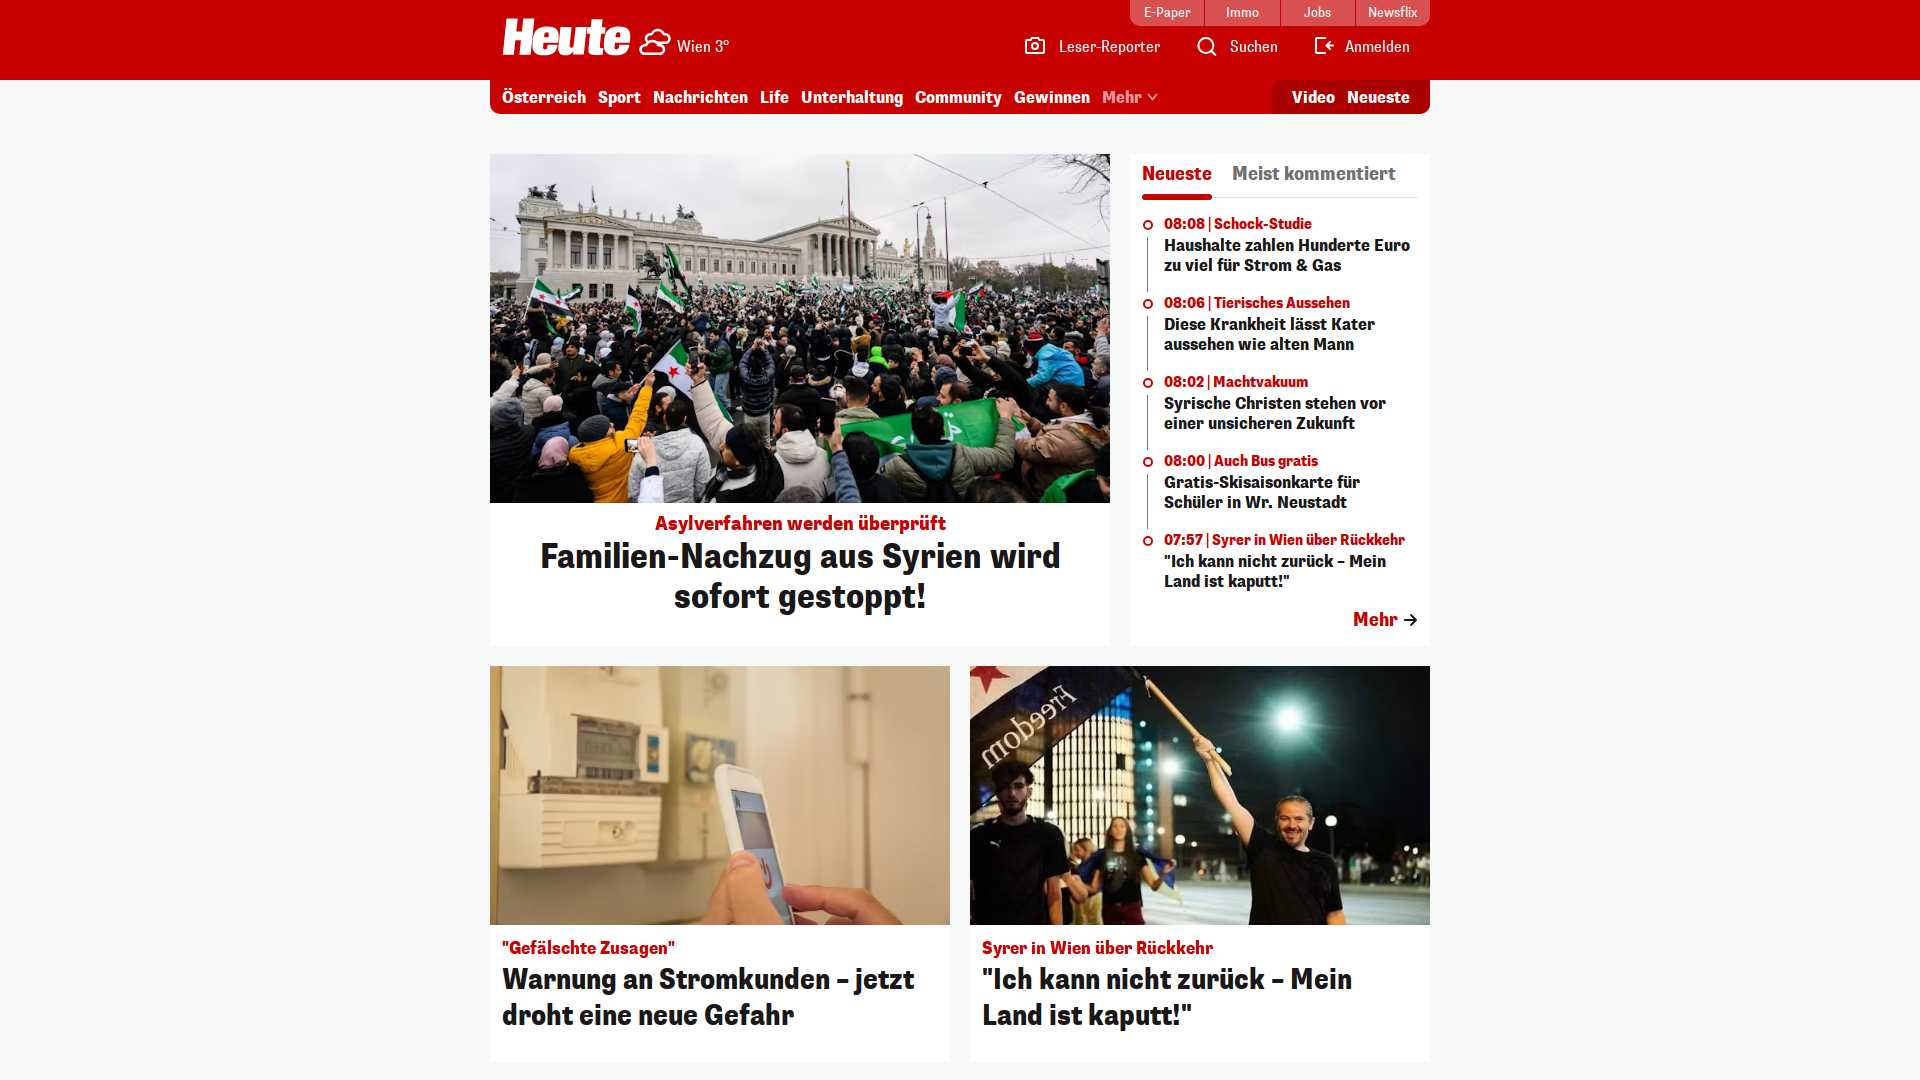 E-Paper
Immo
Jobs
Newsflix
Heute
Wien 3°
Leser-Reporter
Suchen
Anmelden
Österreich
Sport
Nachrichten
Life
Unterhaltung
Community
Gewinnen
Mehr
Video
Neueste
Asylverfahren werden überprüft
Familien-Nachzug aus Syrien wird
sofort gestoppt!
Neueste
Meist kommentiert
08:08 | Schock-Studie
Haushalte zahlen Hunderte Euro
zu viel für Strom & Gas
08:06 | Tierisches Aussehen
Diese Krankheit lässt Kater
aussehen wie alten Mann
08:02 | Machtvakuum
Syrische Christen stehen vor
einer unsicheren Zukunft
08:00 | Auch Bus gratis
Gratis-Skisaisonkarte für
Schüler in Wr. Neustadt
07:57 | Syrer in Wien über Rückkehr
"Ich kann nicht zurück – Mein
Land ist kaputt!"
Mehr
"Gefälschte Zusagen"
Warnung an Stromkunden – jetzt
droht eine neue Gefahr
Freedom
Syrer in Wien über Rückkehr
"Ich kann nicht zurück – Mein
Land ist kaputt!"